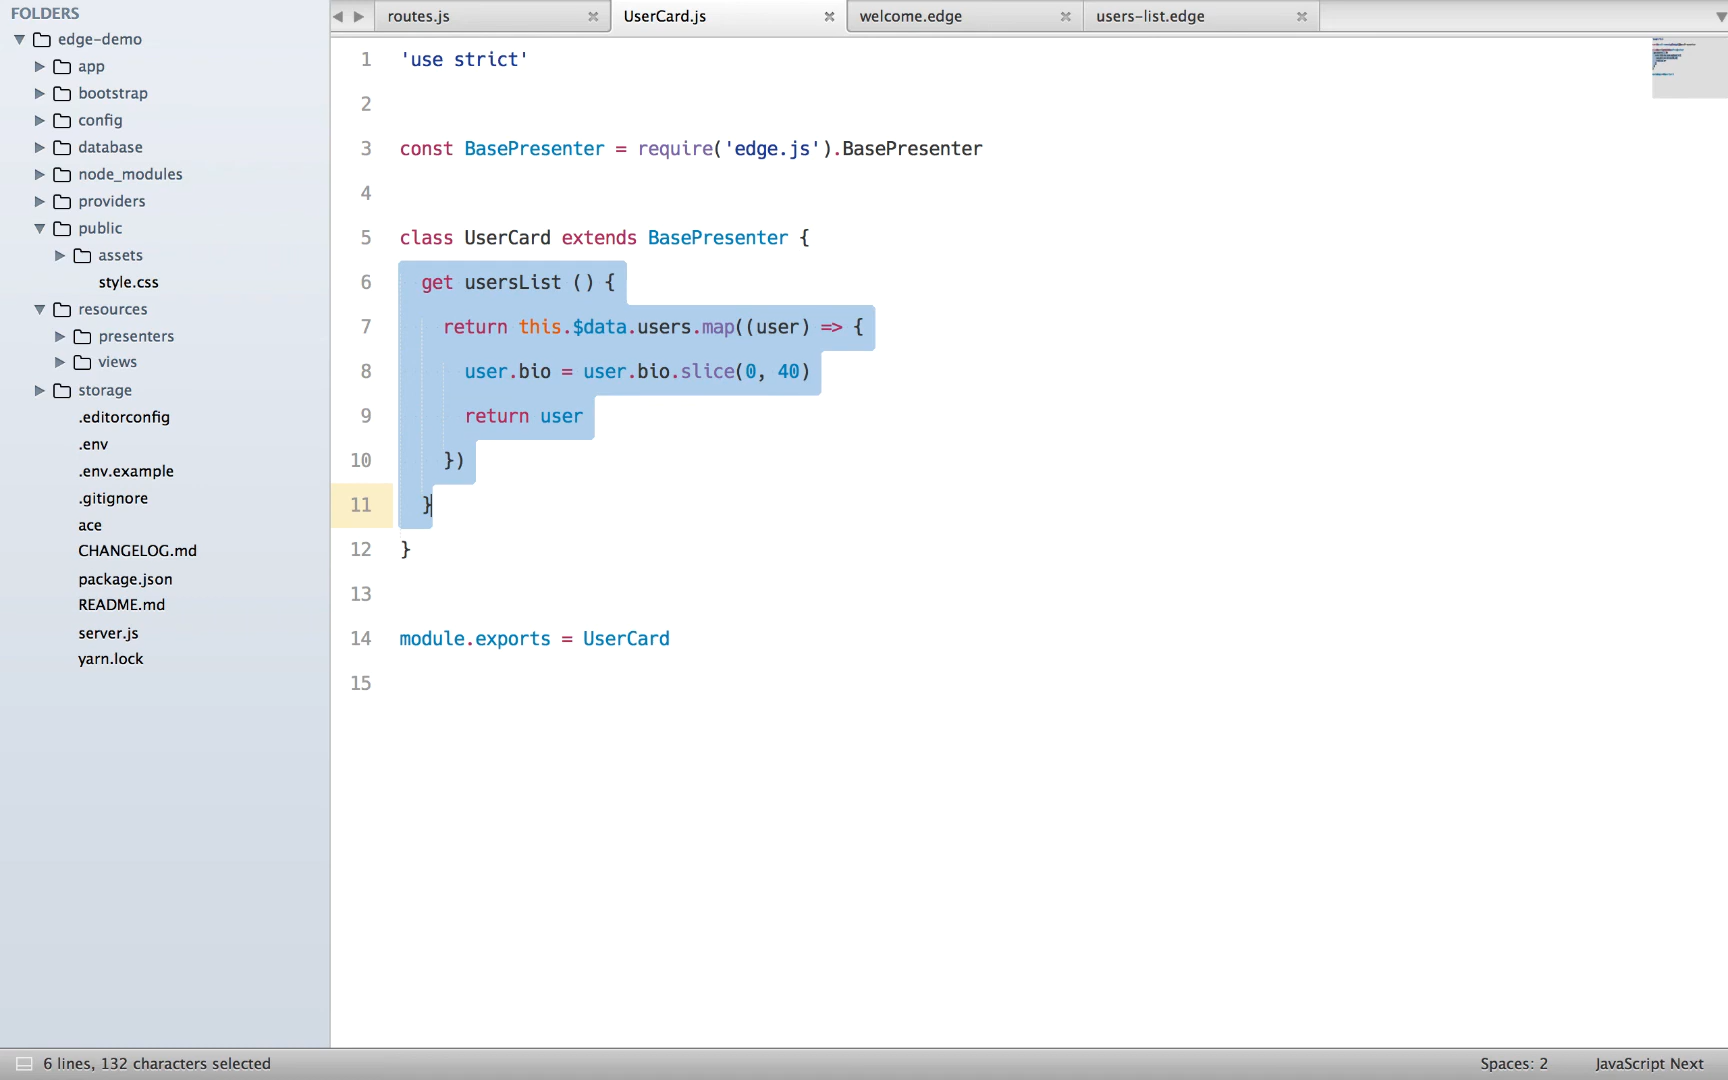 FOLDERS
edge-demo
app
bootstrap
config
database
node_modules
providers
public
assets
style.css
resources
presenters
views
storage
.editorconfig
.env
.env.example
.gitignore
ace
CHANGELOG.md
package.json
README.md
server.js
yarn.lock
routes.js
UserCard.js
welcome.edge
users-list.edge
1 'use strict'
2
3 const BasePresenter = require('edge.js').BasePresenter
4
5 class UserCard extends BasePresenter {
6 get usersList () {
7 return this.$data.users.map((user) => {
8 user.bio = user.bio.slice(0, 40)
9 return user
10 })
11 }
12 }
13
14 module.exports = UserCard
15
6 lines, 132 characters selected
Spaces: 2
JavaScript Next